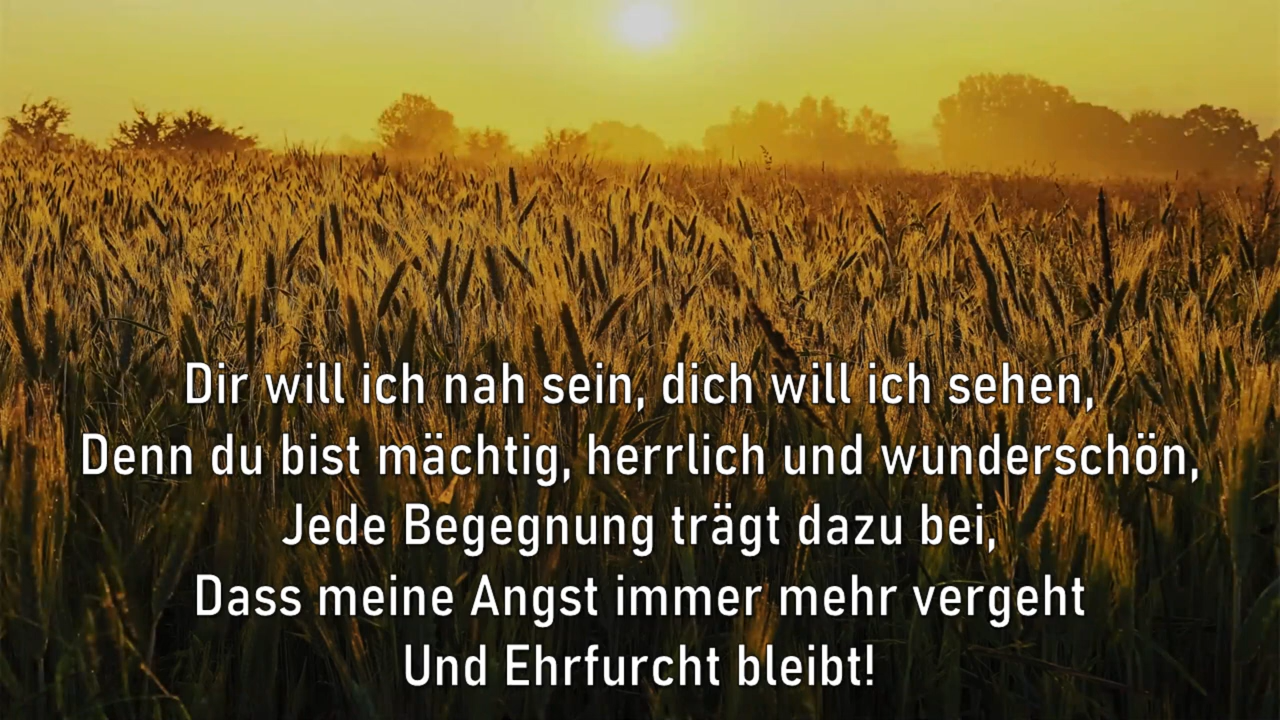 Dir will ich nah sein, dich will ich sehen,
Denn du bist mächtig, herrlich und wunderschön,
Jede Begegnung trägt dazu bei,
Dass meine Angst immer mehr vergeht
Und Ehrfurcht bleibt!